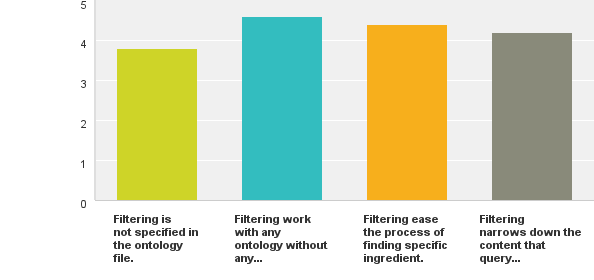 5
4
3
2
1
0
Filtering is
not specified in
the ontology
file.
Filtering work
with any
ontology without
any...
Filtering ease
the process of
finding specific
ingredient.
Filtering
narrows down the
content that
query...